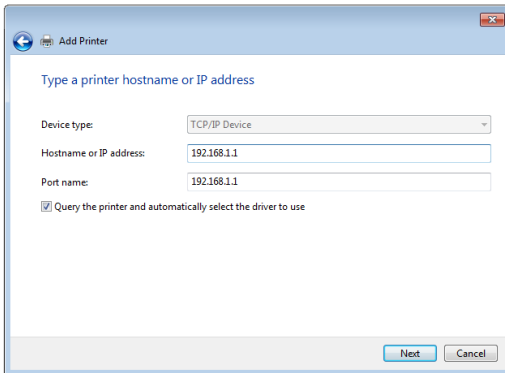 Add Printer
Type a printer hostname or IP address
Device type: TCP/IP Device
Hostname or IP address: 192.168.1.1
Port name: 192.168.1.1
Query the printer and automatically select the driver to use
Next Cancel